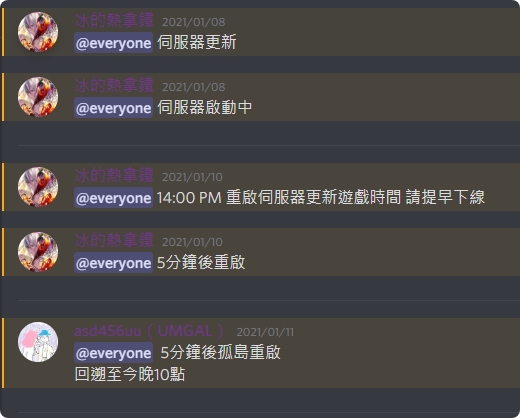 冰的熱拿鐵 2021/01/08
@everyone 伺服器更新
冰的熱拿鐵 2021/01/08
@everyone 伺服器啟動中
冰的熱拿鐵 2021/01/10
@everyone 14:00 PM 重啟伺服器更新遊戲時間 請提早下線
冰的熱拿鐵 2021/01/10
@everyone 5分鐘後重啟
asd456uu ( UMGAL ) 2021/01/11
@everyone 5分鐘後孤島重啟
回遡至今晚10點